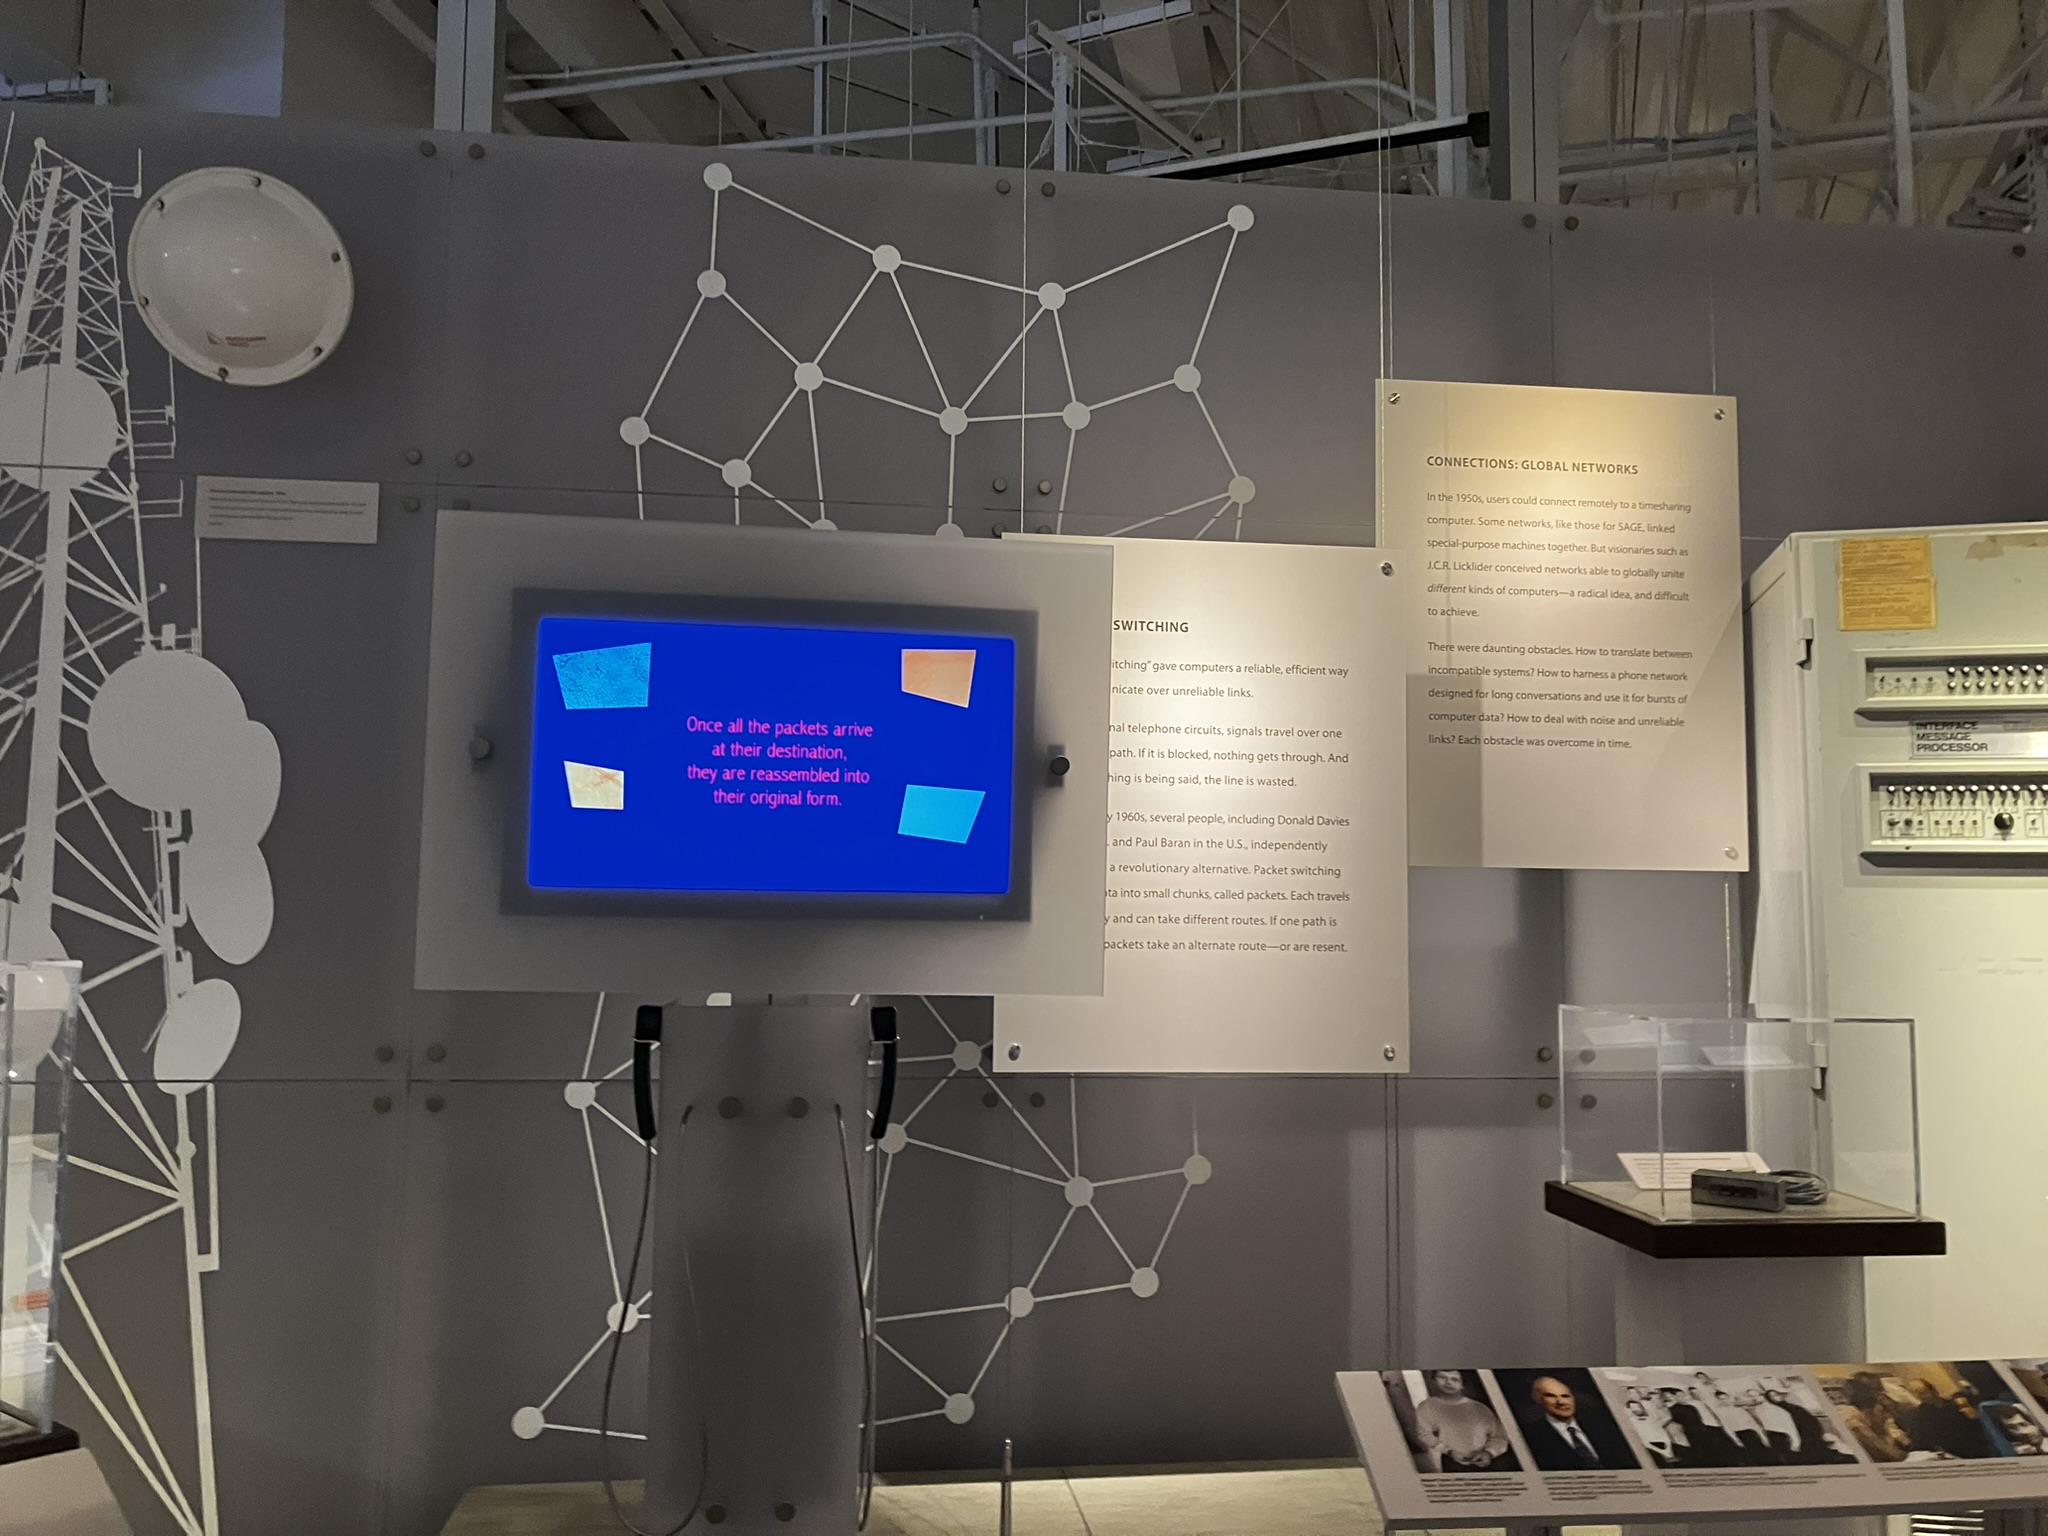 Once all the packets arrive
at their destination,
they are reassembled into
their original form.
SWITCHING
itching" gave computers a reliable, efficient way
nicate over unreliable links.
nal telephone circuits, signals travel over one
path. If it is blocked, nothing gets through. And
hing is being said, the line is wasted.
y 1960s, several people, including Donald Davies
. and Paul Baran in the U.S., independently
a revolutionary alternative. Packet switching
ta into small chunks, called packets. Each travels
y and can take different routes. If one path is
packets take an alternate route—or are resent.
CONNECTIONS: GLOBAL NETWORKS
In the 1950s, users could connect remotely to a timesharing
computer. Some networks, like those for SAGE, linked
special-purpose machines together. But visionaries such as
J.C.R. Licklider conceived networks able to globally unite
different kinds of computers—a radical idea, and difficult
to achieve.
There were daunting obstacles. How to translate between
incompatible systems? How to harness a phone network
designed for long conversations and use it for bursts of
computer data? How to deal with noise and unreliable
links? Each obstacle was overcome in time.
INTERFACE
MESSAGE
PROCESSOR